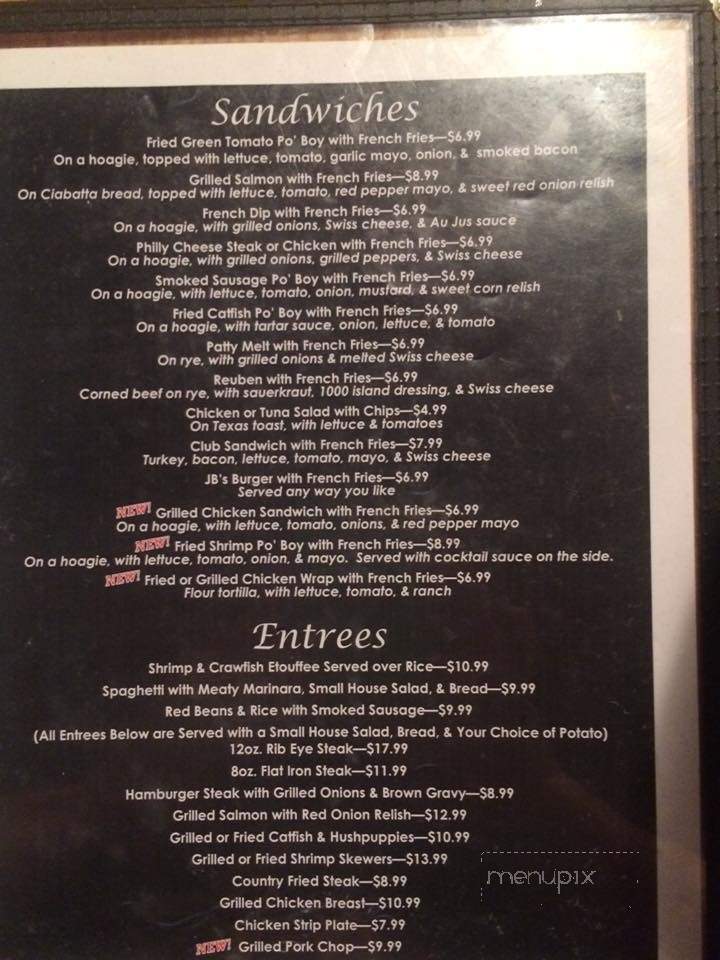 Sandwiches
Fried Green Tomato Po' Boy with French Fries—$6.99
On a hoagie, topped with lettuce, tomato, garlic mayo, onion, & smoked bacon
Grilled Salmon with French Fries—$8.99
On Ciabatta bread, topped with lettuce, tomato, red pepper mayo, & sweet red onion relish
French Dip with French Fries—$6.99
On a hoagie, with grilled onions, Swiss cheese, & Au Jus sauce
Philly Cheese Steak or Chicken with French Fries—$6.99
On a hoagie, with grilled onions, grilled peppers, & Swiss cheese
Smoked Sausage Po' Boy with French Fries—$6.99
On a hoagie, with lettuce, tomato, onion, mustard, & sweet corn relish
Fried Catfish Po' Boy with French Fries—$6.99
On a hoagie, with tartar sauce, onion, lettuce, & tomato
Patty Melt with French Fries—$6.99
On rye, with grilled onions & melted Swiss cheese
Reuben with French Fries—$6.99
Corned beef on rye, with sauerkraut, 1000 island dressing, & Swiss cheese
Chicken or Tuna Salad with Chips—$4.99
On Texas toast, with lettuce & tomatoes
Club Sandwich with French Fries—$7.99
Turkey, bacon, lettuce, tomato, mayo, & Swiss cheese
JB's Burger with French Fries—$6.99
Served any way you like
NEW! Grilled Chicken Sandwich with French Fries—$6.99
On a hoagie, with lettuce, tomato, onions, & red pepper mayo
NEW! Fried Shrimp Po' Boy with French Fries—$8.99
On a hoagie, with lettuce, tomato, onion, & mayo. Served with cocktail sauce on the side.
NEW! Fried or Grilled Chicken Wrap with French Fries—$6.99
Flour tortilla, with lettuce, tomato, & ranch
Entrees
Shrimp & Crawfish Etouffee Served over Rice—$10.99
Spaghetti with Meaty Marinara, Small House Salad, & Bread—$9.99
Red Beans & Rice with Smoked Sausage—$9.99
(All Entrees Below are Served with a Small House Salad, Bread, & Your Choice of Potato)
12oz. Rib Eye Steak—$17.99
8oz. Flat Iron Steak—$11.99
Hamburger Steak with Grilled Onions & Brown Gravy—$8.99
Grilled Salmon with Red Onion Relish—$12.99
Grilled or Fried Catfish & Hushpuppies—$10.99
Grilled or Fried Shrimp Skewers—$13.99
Country Fried Steak—$8.99
menupix
Grilled Chicken Breast—$10.99
Chicken Strip Plate—$7.99
NEW! Grilled Pork Chop—$9.99